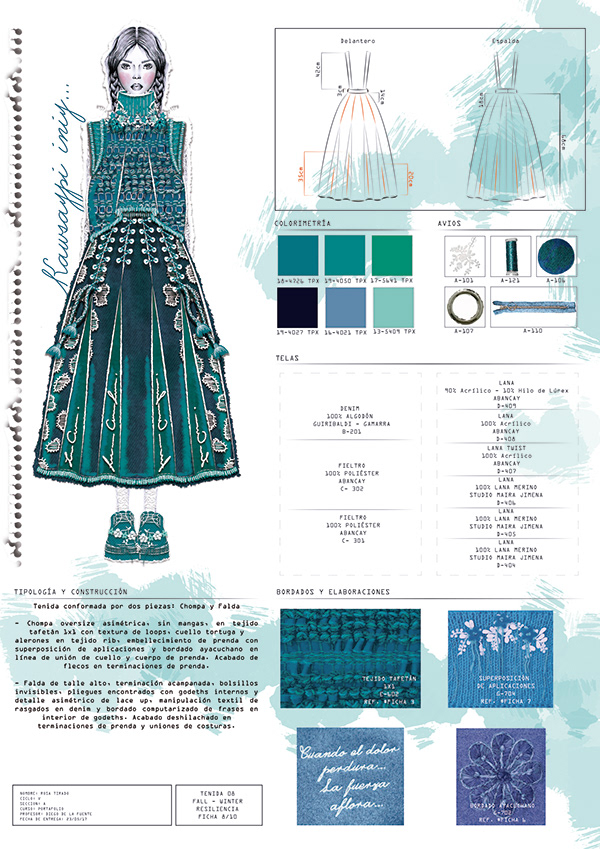 Kawsaypi iniy...
Delantero
Espalda
42cm
3cm
14cm
35cm
20cm
18cm
68cm
COLORIMETRÍA
18-4726 TPX
19-4050 TPX
17-5641 TPX
19-4027 TPX
16-4021 TPX
13-5409 TPX
AVIOS
A-101
A-121
A-106
A-107
A-110
TELAS
DENIM
100% ALGODÓN
GUIRIBALDI - GAMARRA
B-201
FIELTRO
100% POLIÉSTER
ABANCAY
C- 302
FIELTRO
100% POLIÉSTER
ABANCAY
C- 301
LANA
90% Acrílico - 10% Hilo de Lúrex
ABANCAY
D-409
LANA
100% Acrílico
ABANCAY
D-408
LANA TWIST
100% Acrílico
ABANCAY
D-407
LANA
100% LANA MERINO
STUDIO MAIRA JIMENA
D-406
LANA
100% LANA MERINO
STUDIO MAIRA JIMENA
D-405
LANA
100% LANA MERINO
STUDIO MAIRA JIMENA
D-404
TIPOLOGÍA Y CONSTRUCCIÓN
Tenida conformada por dos piezas: Chompa y Falda
- Chompa oversize asimétrica, sin mangas, en tejido
tafetán 1x1 con textura de loops, cuello tortuga y
alerones en tejido rib, embellecimiento de prenda con
superposición de aplicaciones y bordado ayacuchano en
línea de unión de cuello y cuerpo de prenda. Acabado de
flecos en terminaciones de prenda.
- Falda de talle alto, terminación acampanada, bolsillos
invisibles, pliegues encontrados con godeths internos y
detalle asimétrico de lace up, manipulación textil de
rasgados en denim y bordado computarizado de frases en
interior de godeths. Acabado deshilachado en
terminaciones de prenda y uniones de costuras.
BORDADOS Y ELABORACIONES
TEJIDO TAFETÁN
1X1
C-602
REF. #FICHA 3
SUPERPOSICIÓN
DE APLICACIONES
C-704
REF. #FICHA 7
Cuando el dolor
perdura...
La fuerza
aflora...
BORDADO AYACUCHANO
C-702
REF. #FICHA 6
NOMBRE: PUIA TIRADO
CICLO: V
SECCION: A
CURSO: PORTAFOLIO
PROFESOR: DIEGO DE LA FUENTE
FECHA DE ENTREGA: 03/05/17
TENIDA 08
FALL - WINTER
RESILIENCIA
FICHA 8/10